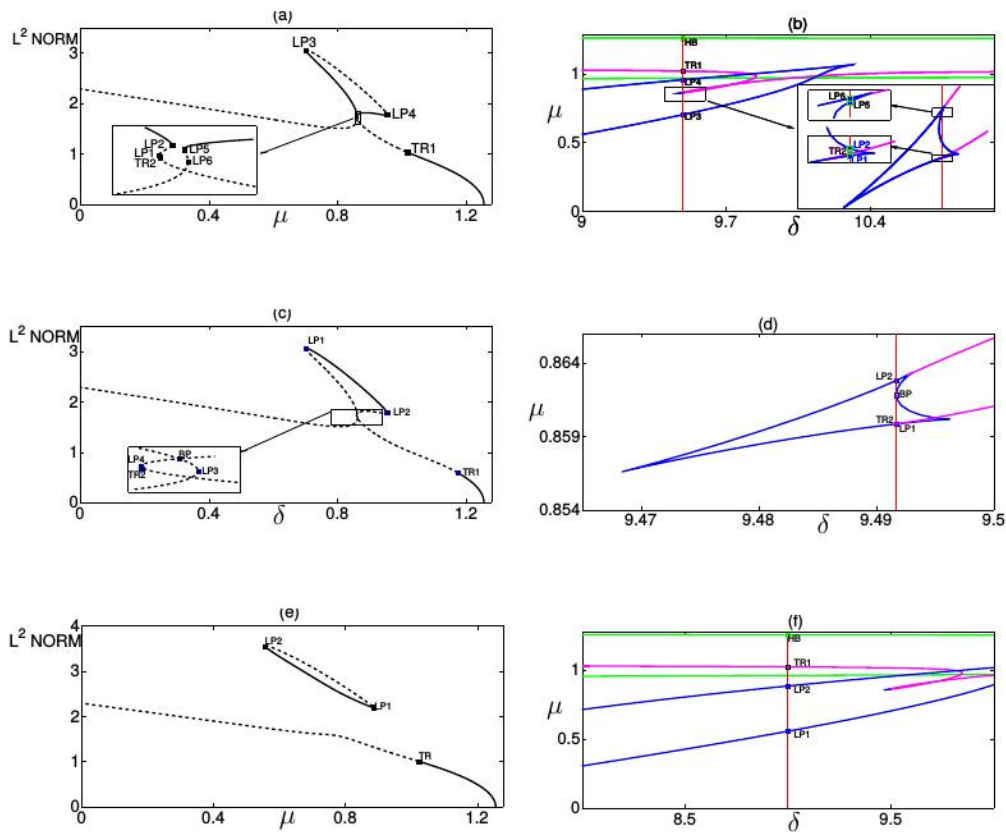 (a)
L² NORM
3
2
1
0
LP3
LP4
TR1
LP2
LP1
TR2
LP5
LP6
0
0.4
0.8
1.2
μ
(b)
μ
1
0.5
0
HB
TR1
LP4
LP3
LP6
LP5
TR2
LP2
LP1
9
9.7
10.4
δ
(c)
L² NORM
3
2
1
0
LP1
LP2
TR1
LP4
BP
TR2
LP3
0
0.4
0.8
1.2
δ
(d)
μ
0.864
0.859
0.854
LP2
BP
TR2
LP1
9.47
9.48
9.49
9.5
δ
(e)
L² NORM
4
3
2
1
0
LP2
LP1
TR
0
0.4
0.8
1.2
μ
(f)
μ
1
0.5
0
HB
TR1
LP2
LP1
8.5
9.5
δ